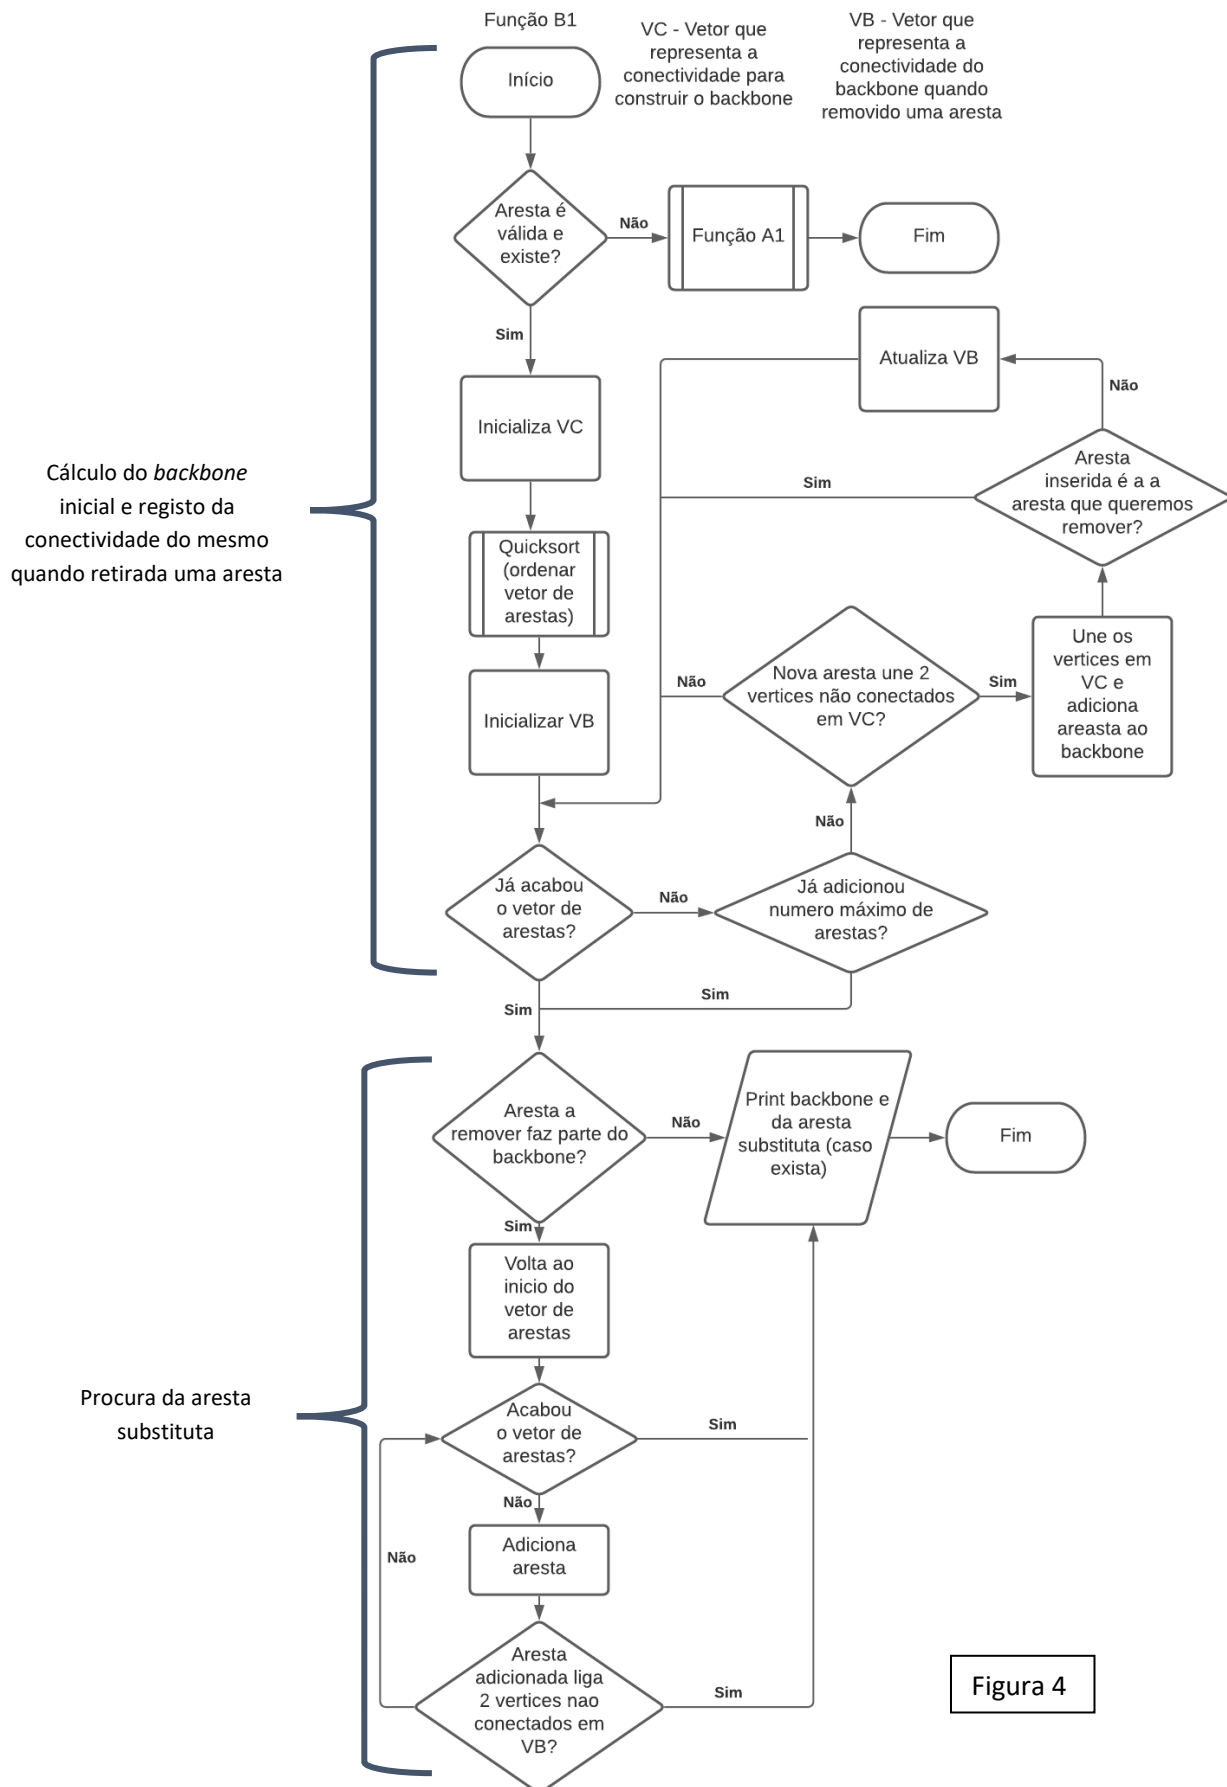 Função B1
VC - Vetor que
representa a
conectividade para
construir o backbone
VB - Vetor que
representa a
conectividade do
backbone quando
removido uma aresta
Início
Aresta é
válida e
existe?
Não
Função A1
Fim
Sim
Inicializa VC
Atualiza VB
Não
Aresta
inserida é a a
aresta que queremos
remover?
Sim
Cálculo do backbone
inicial e registo da
conectividade do mesmo
quando retirada uma aresta
Quicksort
(ordenar
vetor de
arestas)
Une os
vertices em
VC e
adiciona
areasta ao
backbone
Nova aresta une 2
vertices não conectados
em VC?
Não
Sim
Inicializar VB
Não
Já acabou
o vetor de
arestas?
Não
Já adicionou
numero máximo de
arestas?
Sim
Sim
Aresta a
remover faz parte do
backbone?
Não
Print backbone e
da aresta
substituta (caso
exista)
Fim
Sim
Volta ao
inicio do
vetor de
arestas
Procura da aresta
substituta
Acabou
o vetor de
arestas?
Sim
Não
Adiciona
aresta
Não
Aresta
adicionada liga
2 vertices nao
conectados em
VB?
Sim
Figura 4